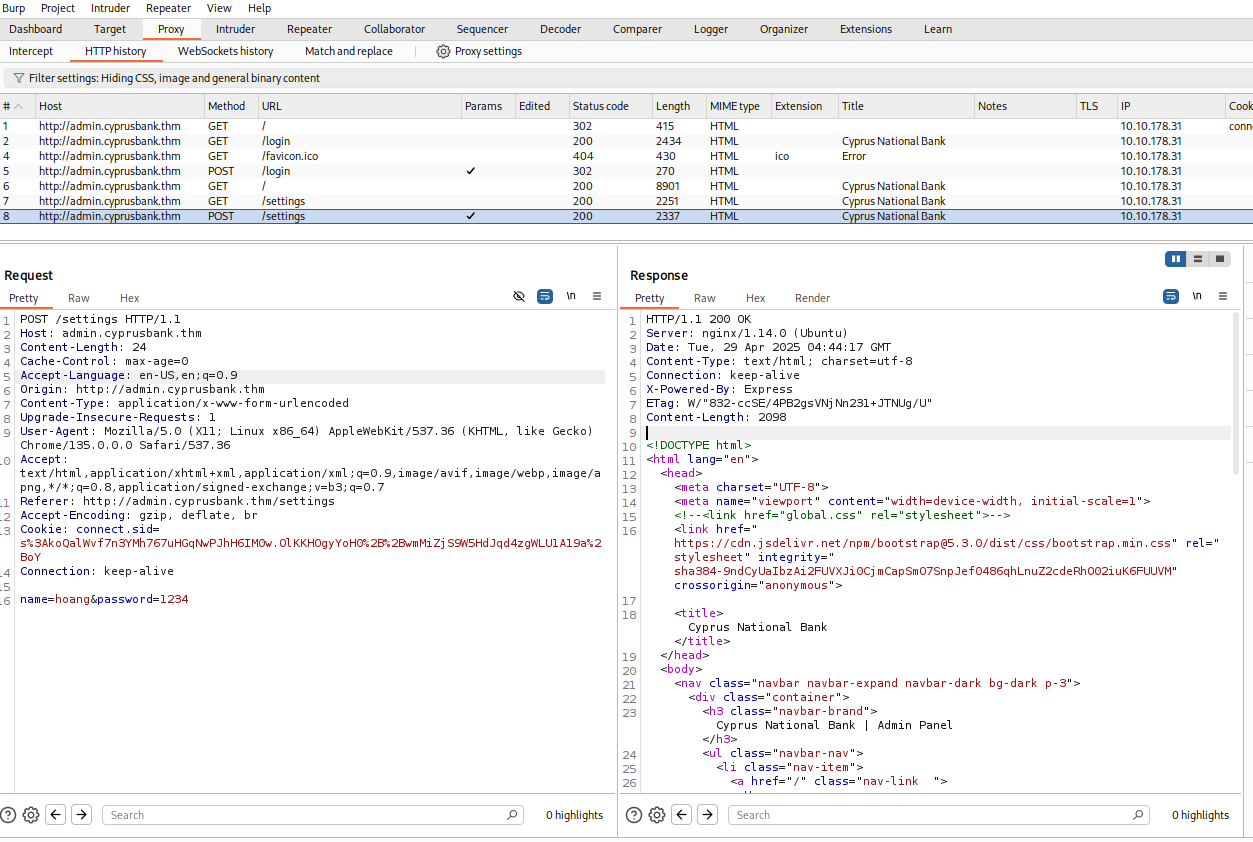 Burp Project Intruder Repeater View Help
Dashboard Target Proxy Intruder Repeater Collaborator Sequencer Decoder Comparer Logger Organizer Extensions Learn
Intercept HTTP history WebSockets history Match and replace Proxy settings
Filter settings: Hiding CSS, image and general binary content
# Host Method URL Params Edited Status code Length MIME type Extension Title Notes TLS IP Cook
1 http://admin.cyprusbank.thm GET / 302 415 HTML 10.10.178.31 conne
2 http://admin.cyprusbank.thm GET /login 200 2434 HTML Cyprus National Bank 10.10.178.31
4 http://admin.cyprusbank.thm GET /favicon.ico 404 430 HTML ico Error 10.10.178.31
5 http://admin.cyprusbank.thm POST /login ✓ 302 270 HTML 10.10.178.31
6 http://admin.cyprusbank.thm GET / 200 8901 HTML Cyprus National Bank 10.10.178.31
7 http://admin.cyprusbank.thm GET /settings 200 2251 HTML Cyprus National Bank 10.10.178.31
8 http://admin.cyprusbank.thm POST /settings ✓ 200 2337 HTML Cyprus National Bank 10.10.178.31
Request
Pretty Raw Hex \n
1 POST /settings HTTP/1.1
2 Host: admin.cyprusbank.thm
3 Content-Length: 24
4 Cache-Control: max-age=0
5 Accept-Language: en-US,en;q=0.9
6 Origin: http://admin.cyprusbank.thm
7 Content-Type: application/x-www-form-urlencoded
8 Upgrade-Insecure-Requests: 1
9 User-Agent: Mozilla/5.0 (X11; Linux x86_64) AppleWebKit/537.36 (KHTML, like Gecko)
Chrome/135.0.0.0 Safari/537.36
10 Accept:
text/html,application/xhtml+xml,application/xml;q=0.9,image/avif,image/webp,image/a
png,*/*;q=0.8,application/signed-exchange;v=b3;q=0.7
11 Referer: http://admin.cyprusbank.thm/settings
12 Accept-Encoding: gzip, deflate, br
13 Cookie: connect.sid=
s%3AkoQalWvf7n3YMh767uHGqNwPJhH6IM0w.OlKKHOgyYoH0%2B%2BwmMiZjS9W5HdJqd4zgWLU1A19a%2
BoY
14 Connection: keep-alive
15
16 name=hoang&password=1234
Search
0 highlights
Response
Pretty Raw Hex Render \n
1 HTTP/1.1 200 OK
2 Server: nginx/1.14.0 (Ubuntu)
3 Date: Tue, 29 Apr 2025 04:44:17 GMT
4 Content-Type: text/html; charset=utf-8
5 Connection: keep-alive
6 X-Powered-By: Express
7 ETag: W/"832-ccSE/4PB2gsVNjNn231+JTNUg/U"
8 Content-Length: 2098
9
10 <!DOCTYPE html>
11 <html lang="en">
12 <head>
13 <meta charset="UTF-8">
14 <meta name="viewport" content="width=device-width, initial-scale=1">
15 <!--<link href="global.css" rel="stylesheet">-->
16 <link href="
https://cdn.jsdelivr.net/npm/bootstrap@5.3.0/dist/css/bootstrap.min.css" rel="
stylesheet" integrity="
sha384-9ndCyUaIbzAi2FUVXJi0CjmCapSmO7SnpJef0486qhLnuZ2cdeRhO02iuK6FUUVM"
crossorigin="anonymous">
17
18 <title>
Cyprus National Bank
</title>
19 </head>
20 <body>
21 <nav class="navbar navbar-expand navbar-dark bg-dark p-3">
22 <div class="container">
23 <h3 class="navbar-brand">
Cyprus National Bank | Admin Panel
</h3>
24 <ul class="navbar-nav">
25 <li class="nav-item">
26 <a href="/" class="nav-link ">
Search
0 highlights